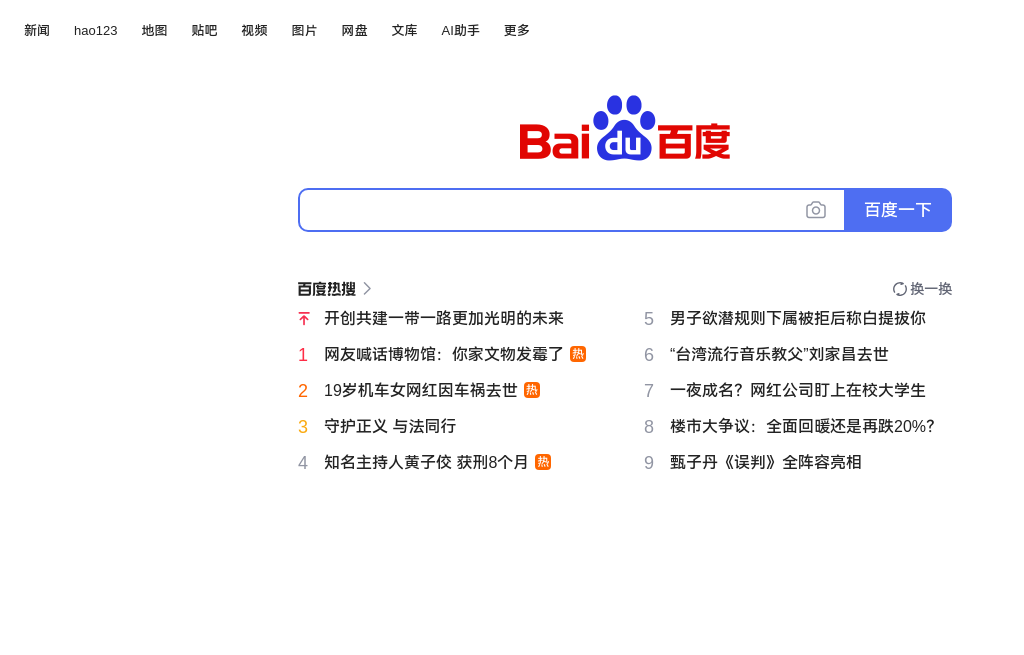 新闻 hao123 地图 贴吧 视频 图片 网盘 文库 AI助手 更多
Bai du 百度
百度一下
百度热搜 换一换
开创共建一带一路更加光明的未来
1 网友喊话博物馆：你家文物发霉了 热
2 19岁机车女网红因车祸去世 热
3 守护正义 与法同行
4 知名主持人黄子佼 获刑8个月 热
5 男子欲潜规则下属被拒后称白提拔你
6 “台湾流行音乐教父”刘家昌去世
7 一夜成名？网红公司盯上在校大学生
8 楼市大争议：全面回暖还是再跌20%？
9 甄子丹《误判》全阵容亮相